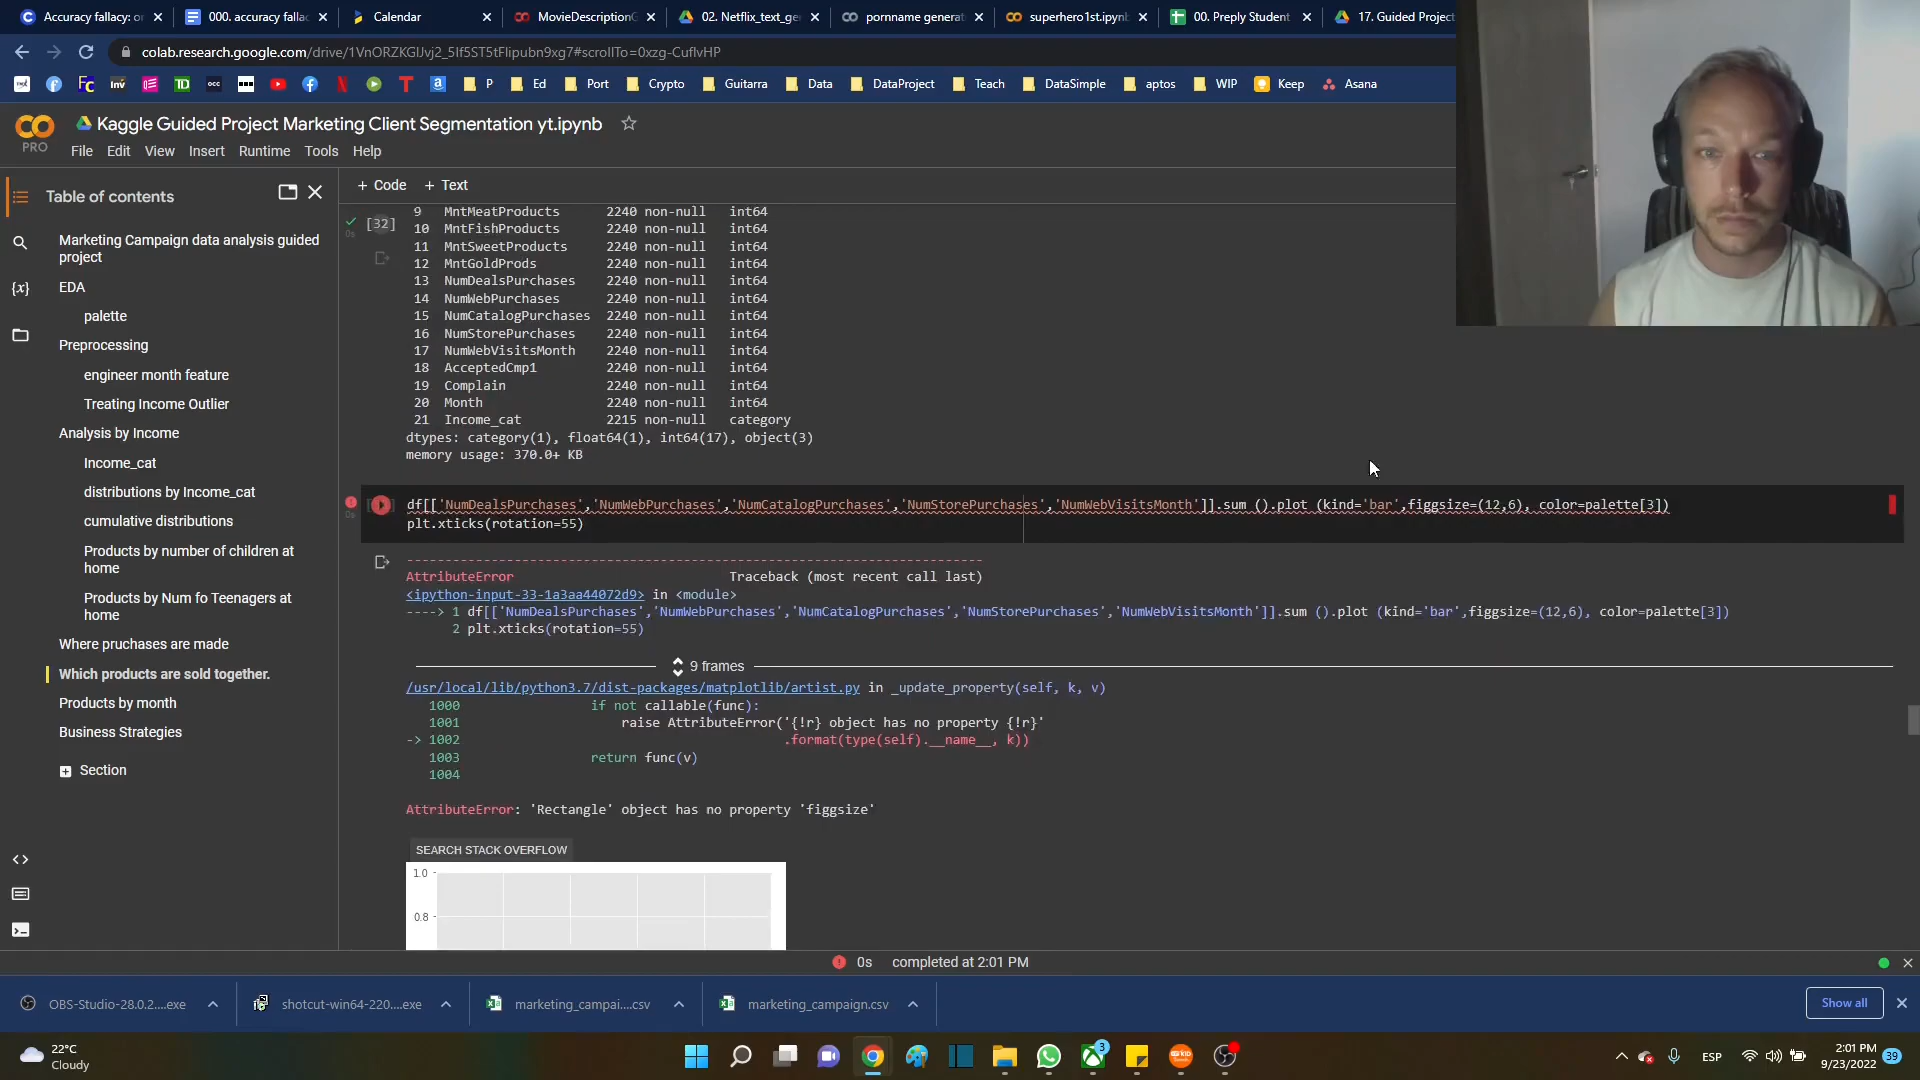 Accuracy fallacy: or
000. accuracy falla
Calendar
MovieDescriptionG
02. Netflix_text_ge
pornname generat
superhero1st.ipynb
00. Preply Student
17. Guided Project
colab.research.google.com/drive/1VnORZKGlJvj2_5If5ST5tFlipubn9xg7#scrollTo=0xzg-CuflvHP
P
Ed
Port
Crypto
Guitarra
Data
DataProject
Teach
DataSimple
aptos
WIP
Keep
Asana
Kaggle Guided Project Marketing Client Segmentation yt.ipynb
PRO
File Edit View Insert Runtime Tools Help
Table of contents
Marketing Campaign data analysis guided
project
EDA
palette
Preprocessing
engineer month feature
Treating Income Outlier
Analysis by Income
Income_cat
distributions by Income_cat
cumulative distributions
Products by number of children at
home
Products by Num fo Teenagers at
home
Where pruchases are made
Which products are sold together.
Products by month
Business Strategies
Section
+ Code + Text
[32]
9 MntMeatProducts 2240 non-null int64
10 MntFishProducts 2240 non-null int64
11 MntSweetProducts 2240 non-null int64
12 MntGoldProds 2240 non-null int64
13 NumDealsPurchases 2240 non-null int64
14 NumWebPurchases 2240 non-null int64
15 NumCatalogPurchases 2240 non-null int64
16 NumStorePurchases 2240 non-null int64
17 NumWebVisitsMonth 2240 non-null int64
18 AcceptedCmp1 2240 non-null int64
19 Complain 2240 non-null int64
20 Month 2240 non-null int64
21 Income_cat 2215 non-null category
dtypes: category(1), float64(1), int64(17), object(3)
memory usage: 370.0+ KB
df[['NumDealsPurchases','NumWebPurchases','NumCatalogPurchases','NumStorePurchases','NumWebVisitsMonth']].sum ().plot (kind='bar',figgsize=(12,6), color=palette[3])
plt.xticks(rotation=55)
AttributeError Traceback (most recent call last)
<ipython-input-33-1a3aa44072d9> in <module>
----> 1 df[['NumDealsPurchases','NumWebPurchases','NumCatalogPurchases','NumStorePurchases','NumWebVisitsMonth']].sum ().plot (kind='bar',figgsize=(12,6), color=palette[3])
2 plt.xticks(rotation=55)
9 frames
/usr/local/lib/python3.7/dist-packages/matplotlib/artist.py in _update_property(self, k, v)
1000 if not callable(func):
1001 raise AttributeError('{!r} object has no property {!r}'
-> 1002 .format(type(self).__name__, k))
1003 return func(v)
1004
AttributeError: 'Rectangle' object has no property 'figgsize'
SEARCH STACK OVERFLOW
1.0
0.8
0s completed at 2:01 PM
OBS-Studio-28.0.2....exe
shotcut-win64-220....exe
marketing_campai....csv
marketing_campaign.csv
Show all
22°C
Cloudy
3
ESP
2:01 PM
9/23/2022
39